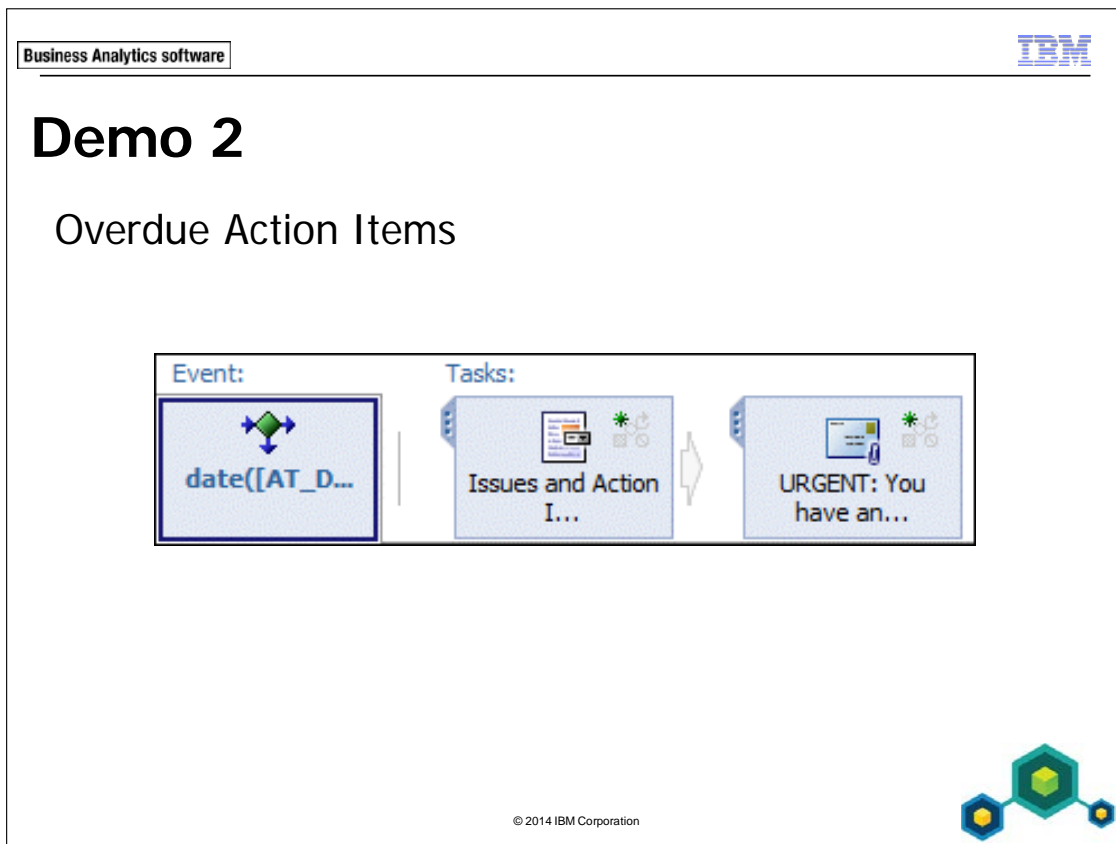 Business Analytics software
IBM
Demo 2
Overdue Action Items
Event:
Tasks:
date([AT_D...
Issues and Action
I...
URGENT: You
have an...
© 2014 IBM Corporation